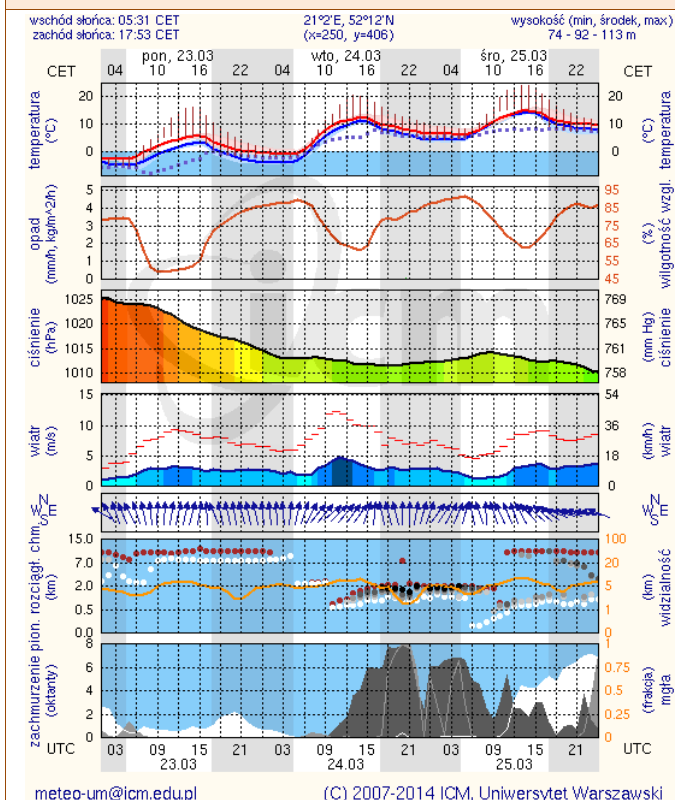 wschód słońca: 05:31 CET 21°2'E, 52°12'N wysokość (min, środek, max)
zachód słońca: 17:53 CET (x=250, y=406) 74 - 92 - 113 m
pon, 23.03 wto, 24.03 śro, 25.03
CET 04 10 16 22 04 10 16 22 04 10 16 22 CET
temperatura (°C)
20
10
0
20
10
0
(°C) temperatura
opad (mm/h, kg/m^2/h)
5
4
3
2
1
0
95
85
75
65
55
45
(%) wilgotność wzgl.
ciśnienie (hPa)
1025
1020
1015
1010
769
765
761
758
(mm Hg) ciśnienie
wiatr (m/s)
15
10
5
0
54
36
18
0
(km/h) wiatr
N
W E
S
N
W E
S
pion. rozciągł. chm. (km)
15.0
7.0
2.0
0.5
0.0
100
20
5
1
0
(km) widzialność
zachmurzenie (oktanty)
8
6
4
2
0
1
0.75
0.5
0.25
0
(frakcja) mgła
icm
UTC 03 09 15 21 03 09 15 21 03 09 15 21 UTC
23.03 24.03 25.03
meteo-um@icm.edu.pl (C) 2007-2014 ICM, Uniwersytet Warszawski